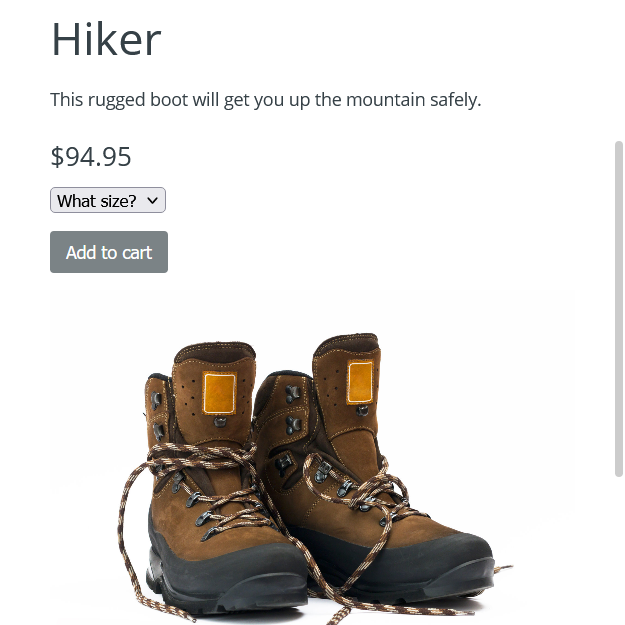 Hiker
This rugged boot will get you up the mountain safely.
$94.95
What size?
Add to cart